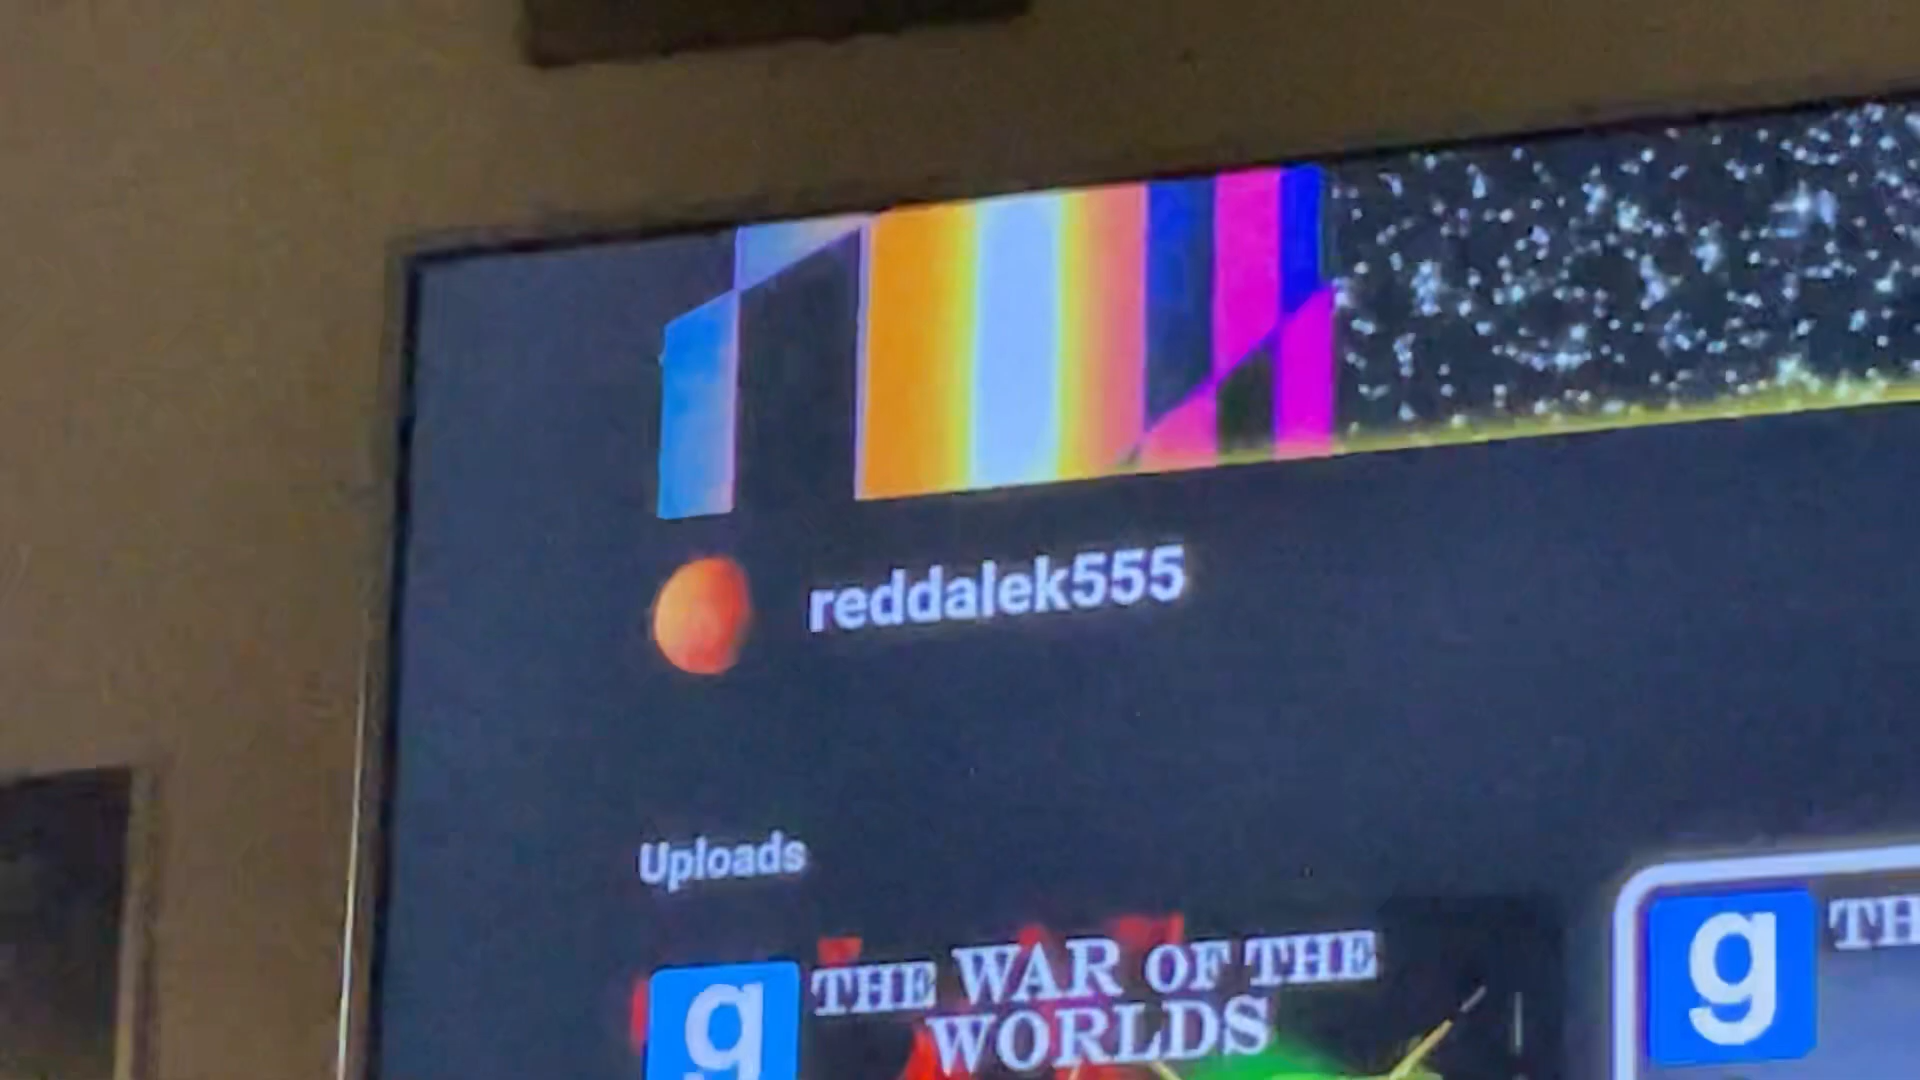 reddalek555
Uploads
g
THE WAR OF THE
WORLDS
g
TH